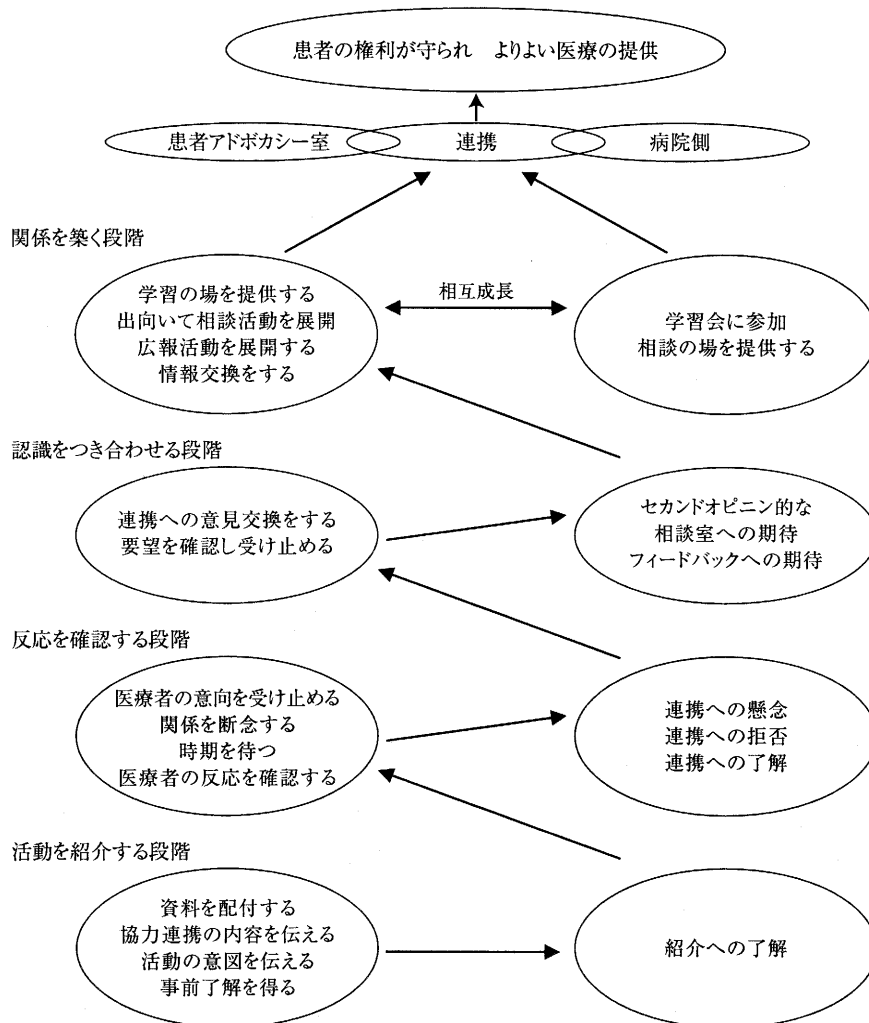 患者の権利が守られ　よりよい医療の提供
患者アドボカシー室
連携
病院側
関係を築く段階
学習の場を提供する
出向いて相談活動を展開
広報活動を展開する
情報交換をする
相互成長
学習会に参加
相談の場を提供する
認識をつき合わせる段階
連携への意見交換をする
要望を確認し受け止める
セカンドオピニン的な
相談室への期待
フィードバックへの期待
反応を確認する段階
医療者の意向を受け止める
関係を断念する
時期を待つ
医療者の反応を確認する
連携への懸念
連携への拒否
連携への了解
活動を紹介する段階
資料を配付する
協力連携の内容を伝える
活動の意図を伝える
事前了解を得る
紹介への了解